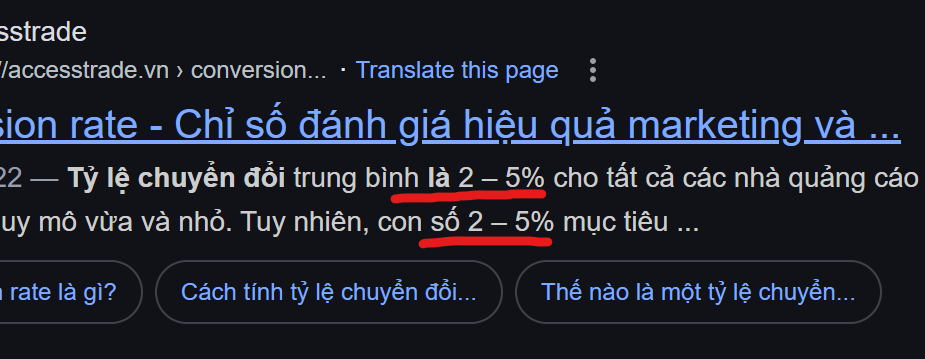 sstrade
//accesstrade.vn › conversion... · Translate this page
sion rate - Chỉ số đánh giá hiệu quả marketing và ...
22 — Tỷ lệ chuyển đổi trung bình là 2 – 5% cho tất cả các nhà quảng cáo
uy mô vừa và nhỏ. Tuy nhiên, con số 2 – 5% mục tiêu ...
n rate là gì?
Cách tính tỷ lệ chuyển đổi...
Thế nào là một tỷ lệ chuyển...